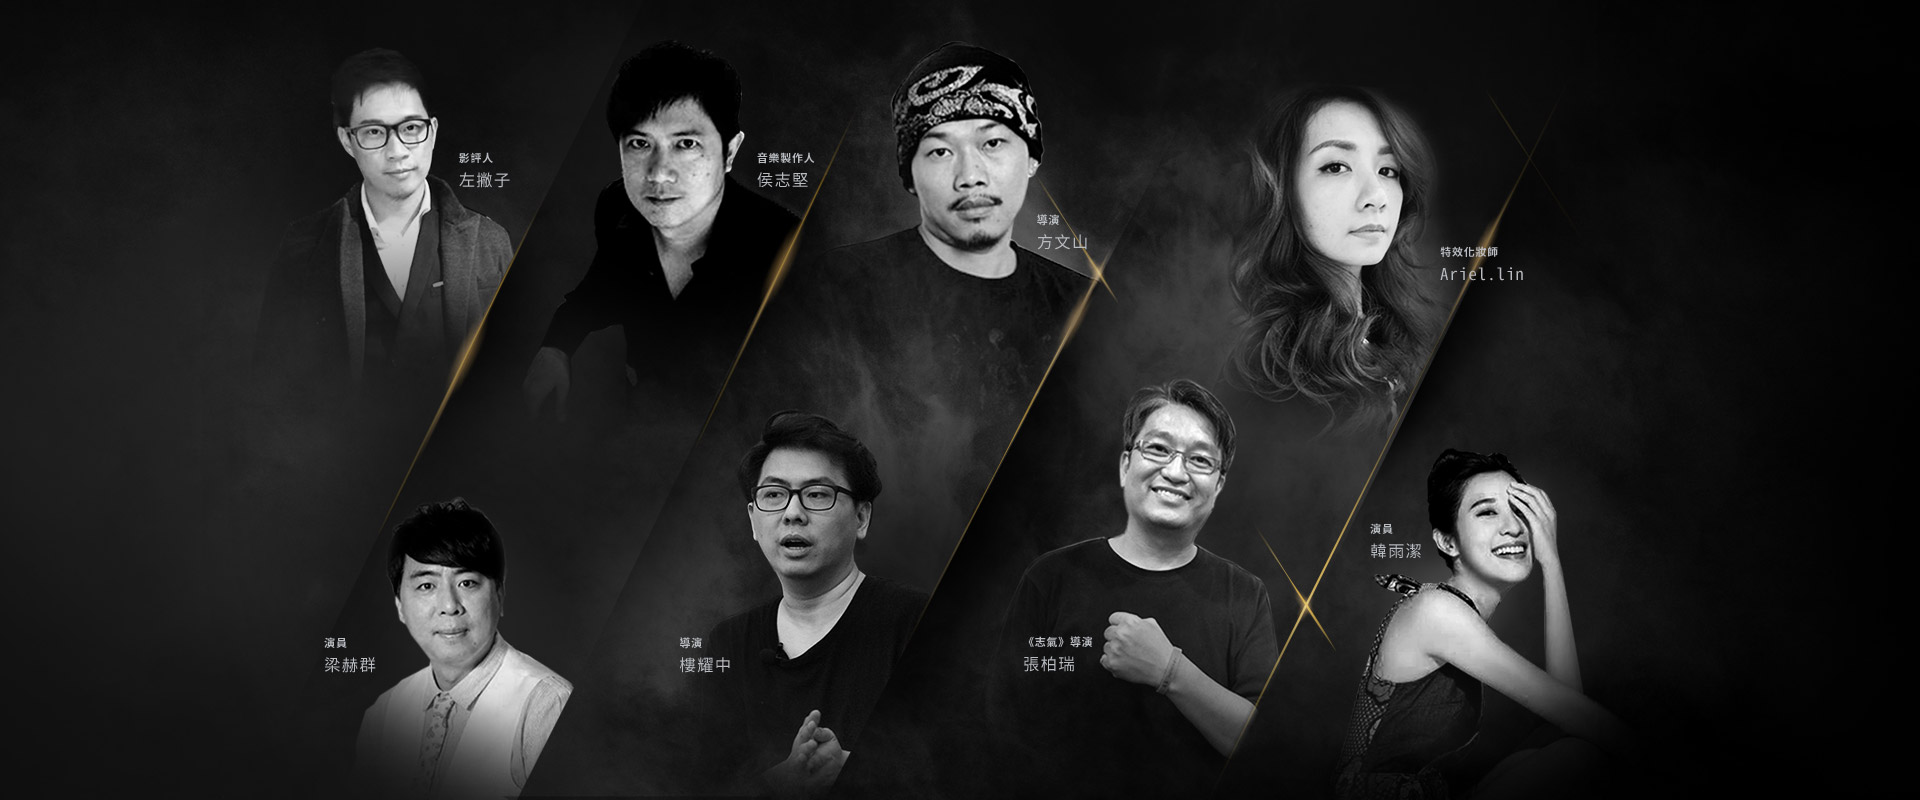 影評人
左撇子
音樂製作人
侯志堅
導演
方文山
特效化妝師
Ariel.lin
演員
梁赫群
導演
樓耀中
《志氣》導演
張柏瑞
演員
韓雨潔